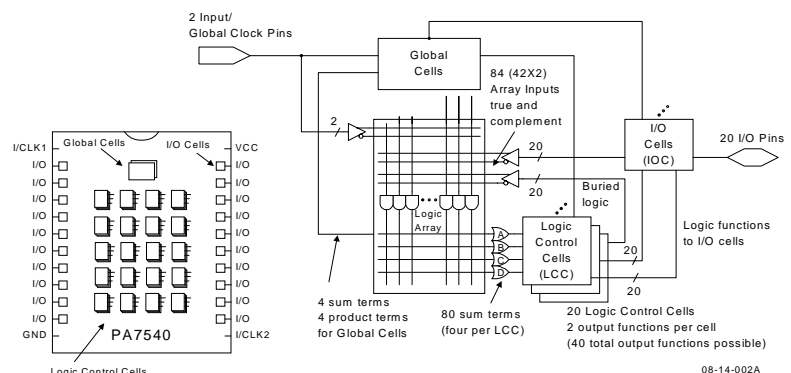 2 Input/
Global Clock Pins
Global
Cells
84 (42X2)
Array Inputs
true and
complement
2
20
20
I/O
Cells
(IOC)
20 I/O Pins
Buried
logic
Logic
Array
A
B
C
D
Logic
Control
Cells
(LCC)
Logic functions
to I/O cells
20
20
4 sum terms
4 product terms
for Global Cells
80 sum terms
(four per LCC)
20 Logic Control Cells
2 output functions per cell
(40 total output functions possible)
08-14-002A
I/CLK1
I/O
I/O
I/O
I/O
I/O
I/O
I/O
I/O
I/O
I/O
GND
Global Cells
I/O Cells
VCC
I/O
I/O
I/O
I/O
I/O
I/O
I/O
I/O
I/O
I/O
I/CLK2
PA7540
Logic Control Cells